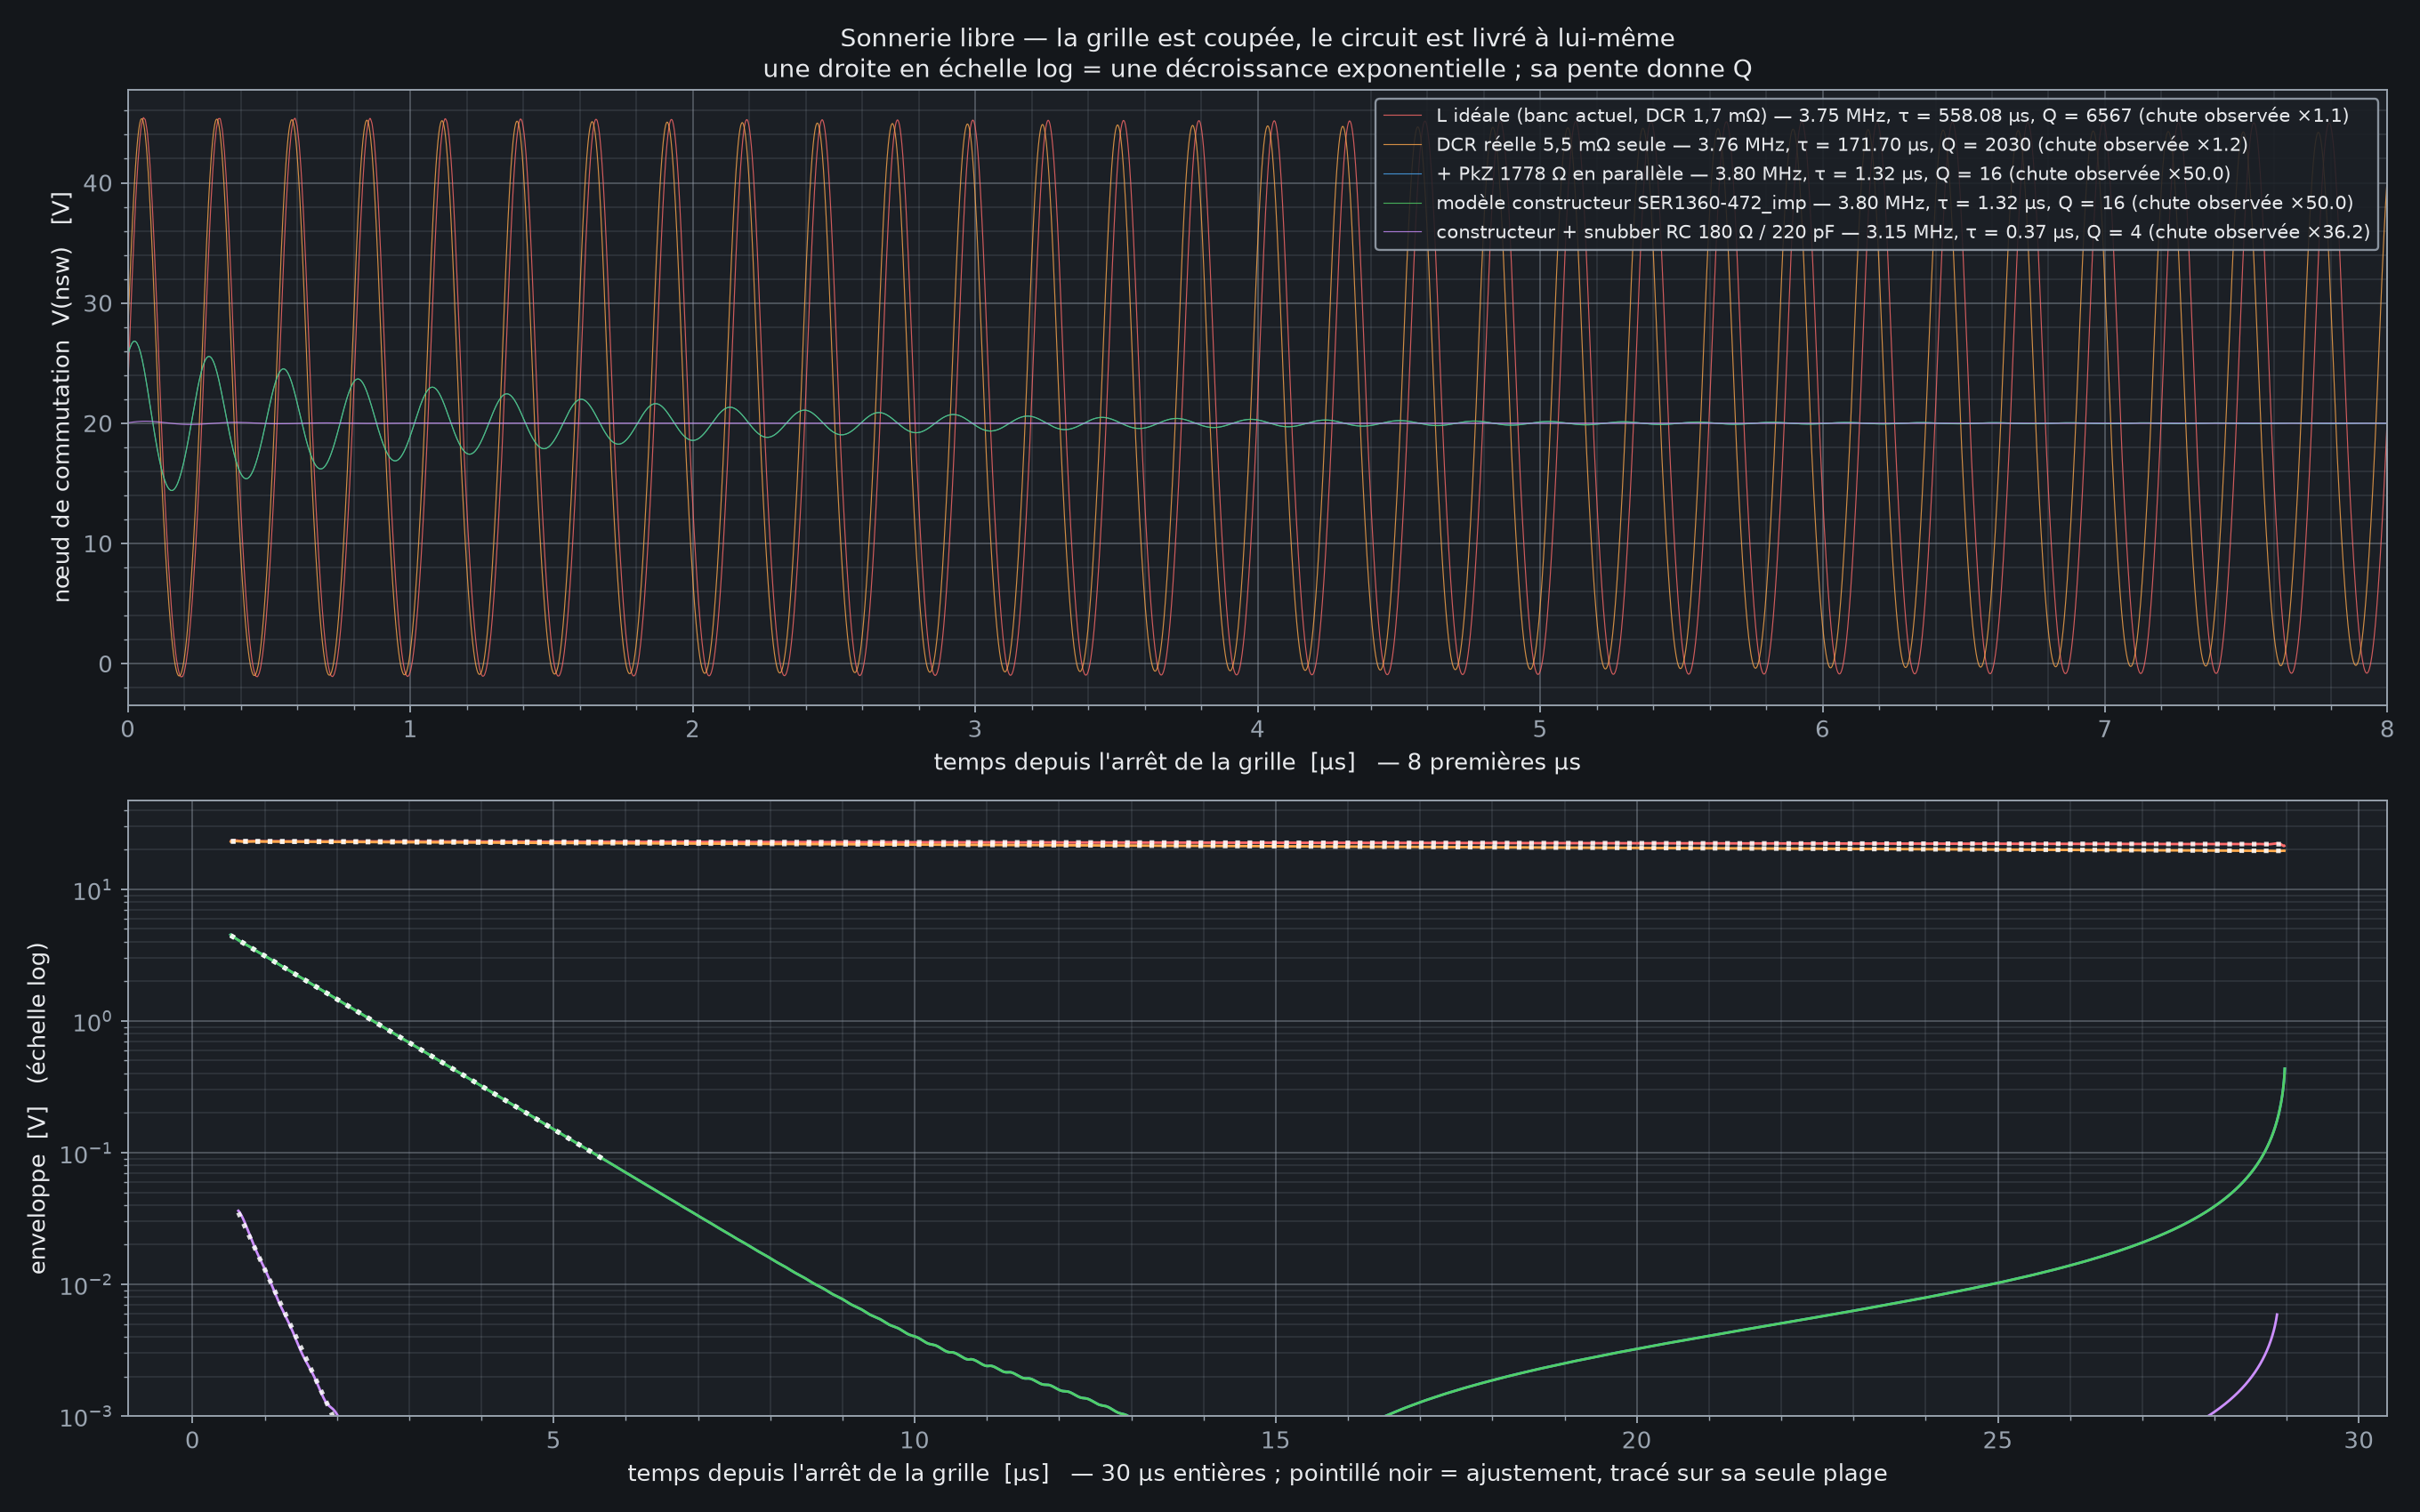 Sonnerie libre — la grille est coupée, le circuit est livré à lui-même
une droite en échelle log = une décroissance exponentielle ; sa pente donne Q
L idéale (banc actuel, DCR 1,7 mΩ) — 3.75 MHz, τ = 558.08 µs, Q = 6567 (chute observée ×1.1)
DCR réelle 5,5 mΩ seule — 3.76 MHz, τ = 171.70 µs, Q = 2030 (chute observée ×1.2)
+ PkZ 1778 Ω en parallèle — 3.80 MHz, τ = 1.32 µs, Q = 16 (chute observée ×50.0)
modèle constructeur SER1360-472_imp — 3.80 MHz, τ = 1.32 µs, Q = 16 (chute observée ×50.0)
constructeur + snubber RC 180 Ω / 220 pF — 3.15 MHz, τ = 0.37 µs, Q = 4 (chute observée ×36.2)
nœud de commutation V(nsw) [V]
40
30
20
10
0
0 1 2 3 4 5 6 7 8
temps depuis l'arrêt de la grille [µs] — 8 premières µs
enveloppe [V] (échelle log)
10¹
10⁰
10⁻¹
10⁻²
10⁻³
0 5 10 15 20 25 30
temps depuis l'arrêt de la grille [µs] — 30 µs entières ; pointillé noir = ajustement, tracé sur sa seule plage